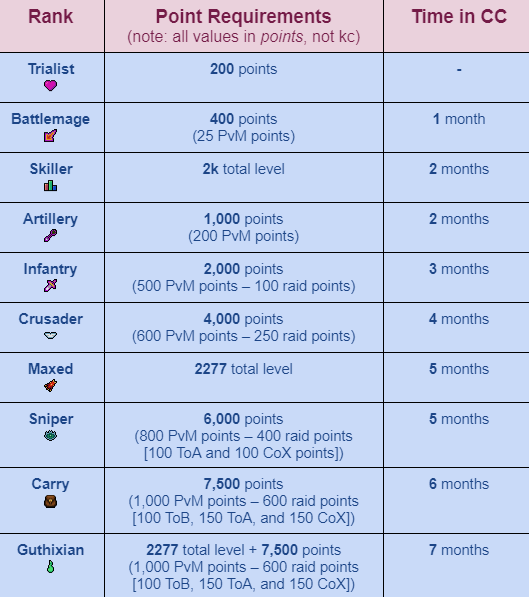 Rank Point Requirements Time in CC
(note: all values in points, not kc)
Trialist 200 points -
Battlemage 400 points 1 month
(25 PvM points)
Skiller 2k total level 2 months
Artillery 1,000 points 2 months
(200 PvM points)
Infantry 2,000 points 3 months
(500 PvM points – 100 raid points)
Crusader 4,000 points 4 months
(600 PvM points – 250 raid points)
Maxed 2277 total level 5 months
Sniper 6,000 points 5 months
(800 PvM points – 400 raid points
[100 ToA and 100 CoX points])
Carry 7,500 points 6 months
(1,000 PvM points – 600 raid points
[100 ToB, 150 ToA, and 150 CoX])
Guthixian 2277 total level + 7,500 points 7 months
(1,000 PvM points – 600 raid points
[100 ToB, 150 ToA, and 150 CoX])